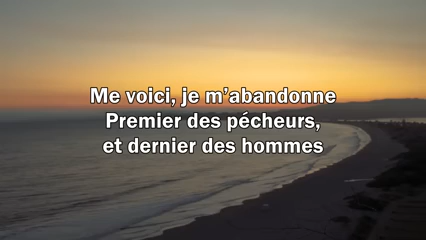 Me voici, je m’abandonne
Premier des pécheurs,
et dernier des hommes